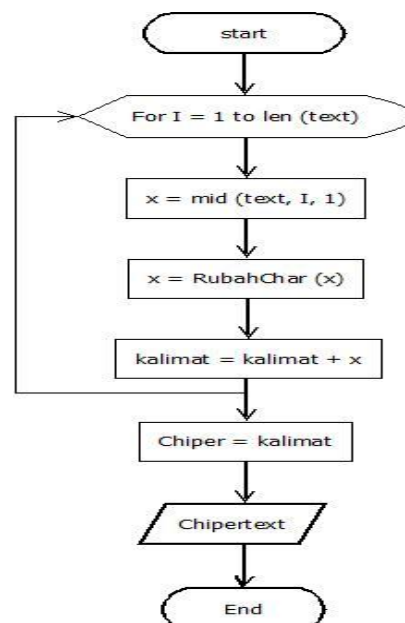 start
For I = 1 to len (text)
x = mid (text, I, 1)
x = RubahChar (x)
kalimat = kalimat + x
Chiper = kalimat
Chipertext
End